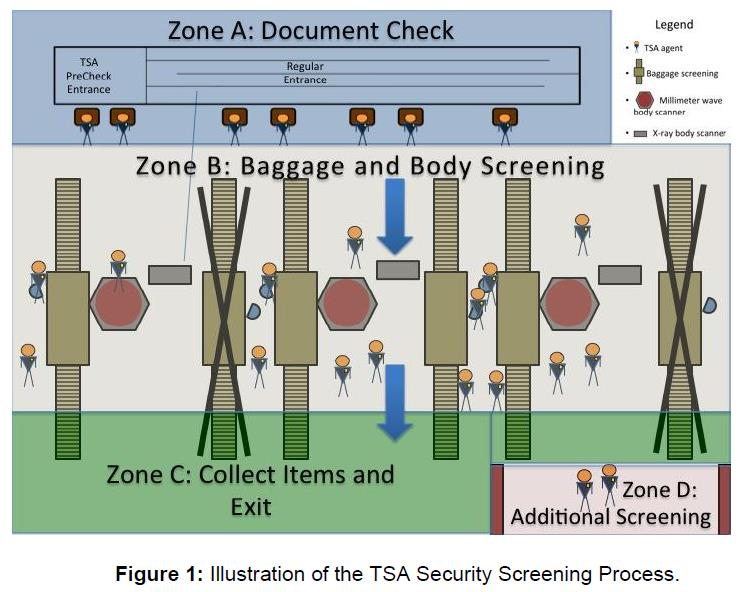 Zone A: Document Check
TSA
PreCheck
Entrance
Regular
Entrance
Legend
• TSA agent
• Baggage screening
• Millimeter wave
body scanner
• X-ray body scanner
Zone B: Baggage and Body Screening
Zone C: Collect Items and
Exit
Zone D:
Additional Screening
Figure 1: Illustration of the TSA Security Screening Process.